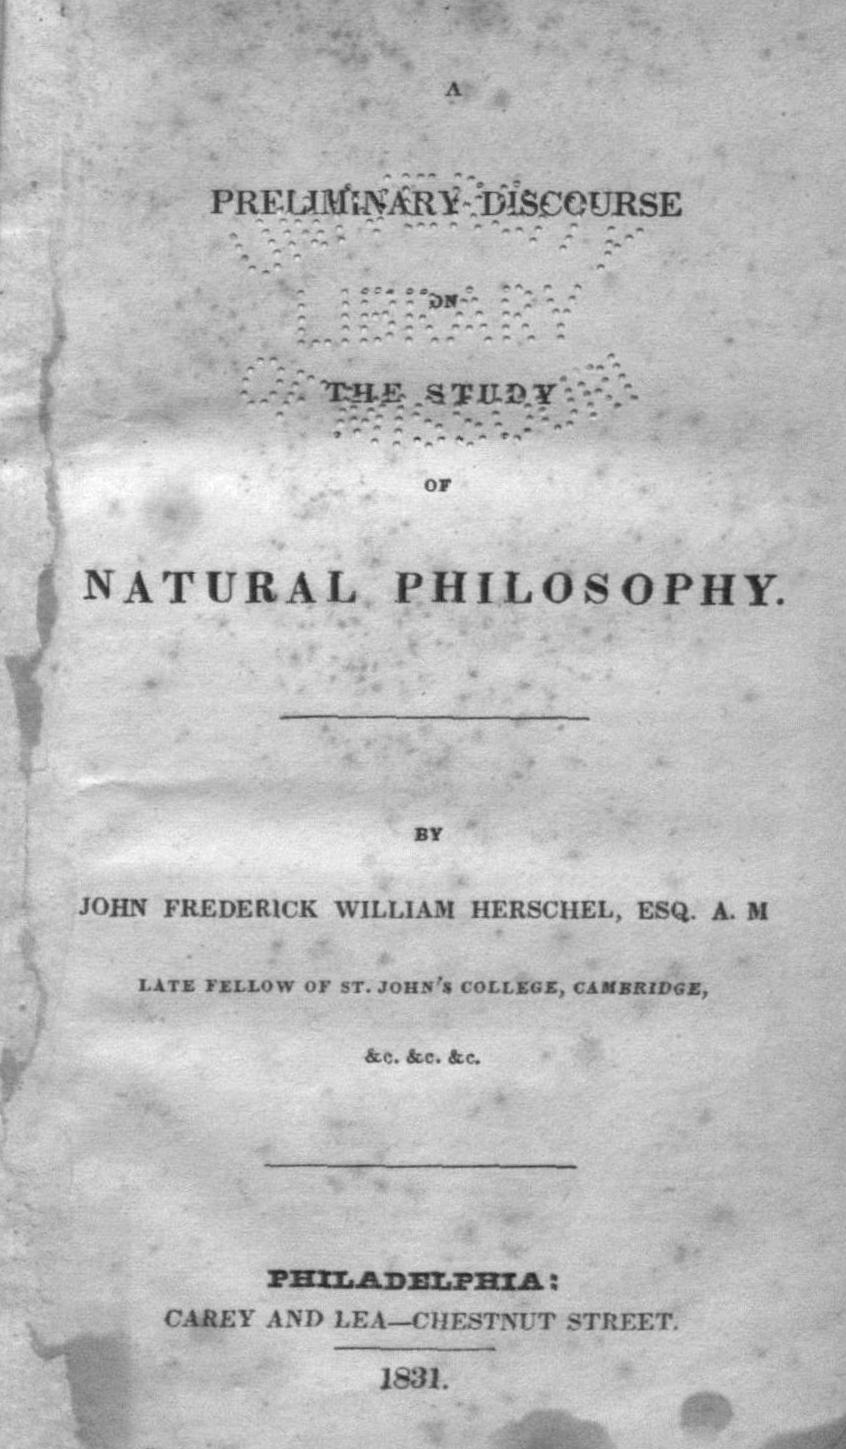 A
PRELIMINARY DISCOURSE
ON
LIBRARY
THE STUDY
OF
NATURAL PHILOSOPHY.
BY
JOHN FREDERICK WILLIAM HERSCHEL, ESQ. A. M
LATE FELLOW OF ST. JOHN'S COLLEGE, CAMBRIDGE,
&c. &c. &c.
PHILADELPHIA:
CAREY AND LEA—CHESTNUT STREET.
1831.